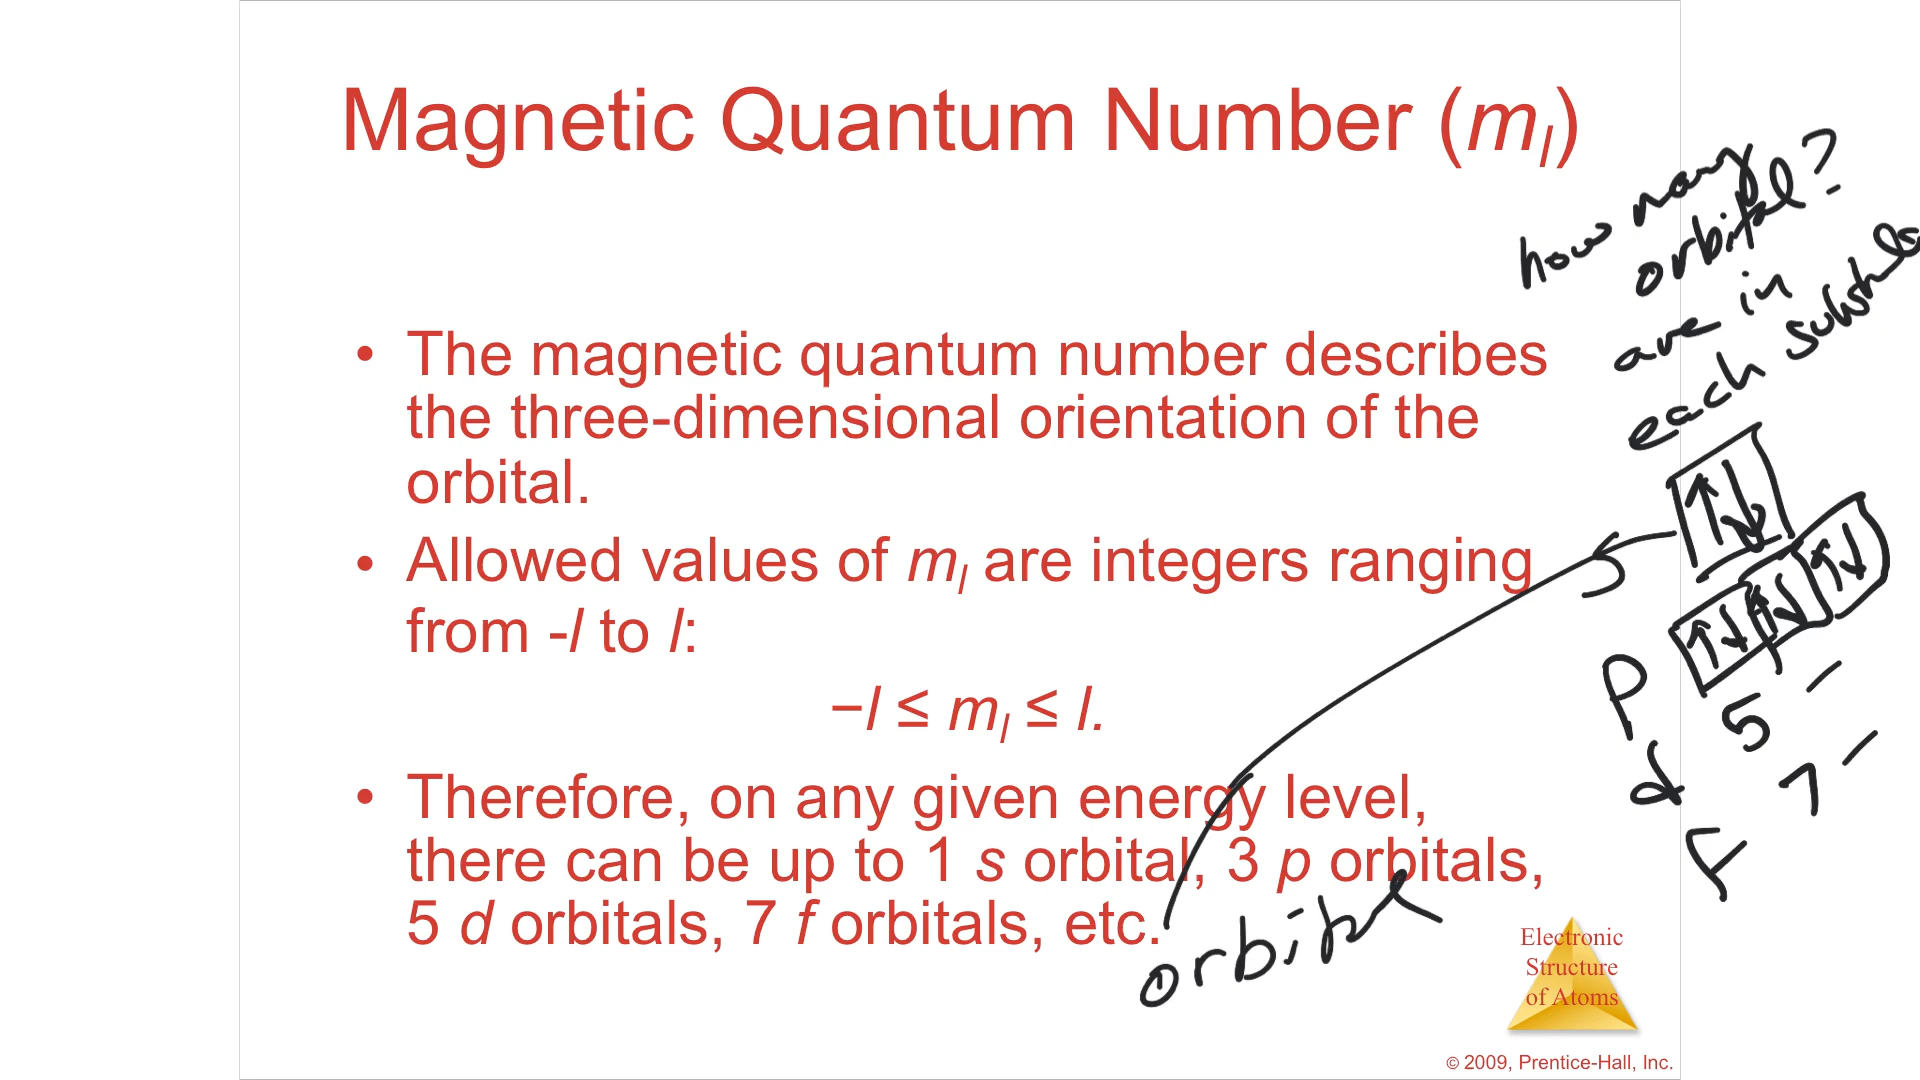 Magnetic Quantum Number (ml)
how many
orbital?
are in
each subshells
• The magnetic quantum number describes
the three-dimensional orientation of the
orbital.
• Allowed values of ml are integers ranging
from -l to l:
−l ≤ ml ≤ l.
• Therefore, on any given energy level,
there can be up to 1 s orbital, 3 p orbitals,
5 d orbitals, 7 f orbitals, etc.
P
d 5 -
F 7 -
orbital
Electronic
Structure
of Atoms
© 2009, Prentice-Hall, Inc.